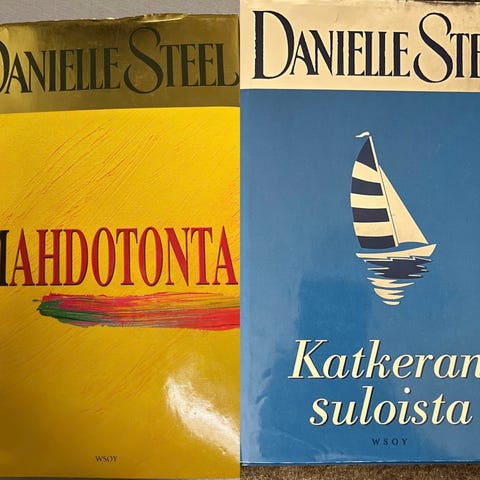 DANIELLE STEEL
MAHDOTONTA
WSOY
DANIELLE STE
Katkeran
suloista
WSOY